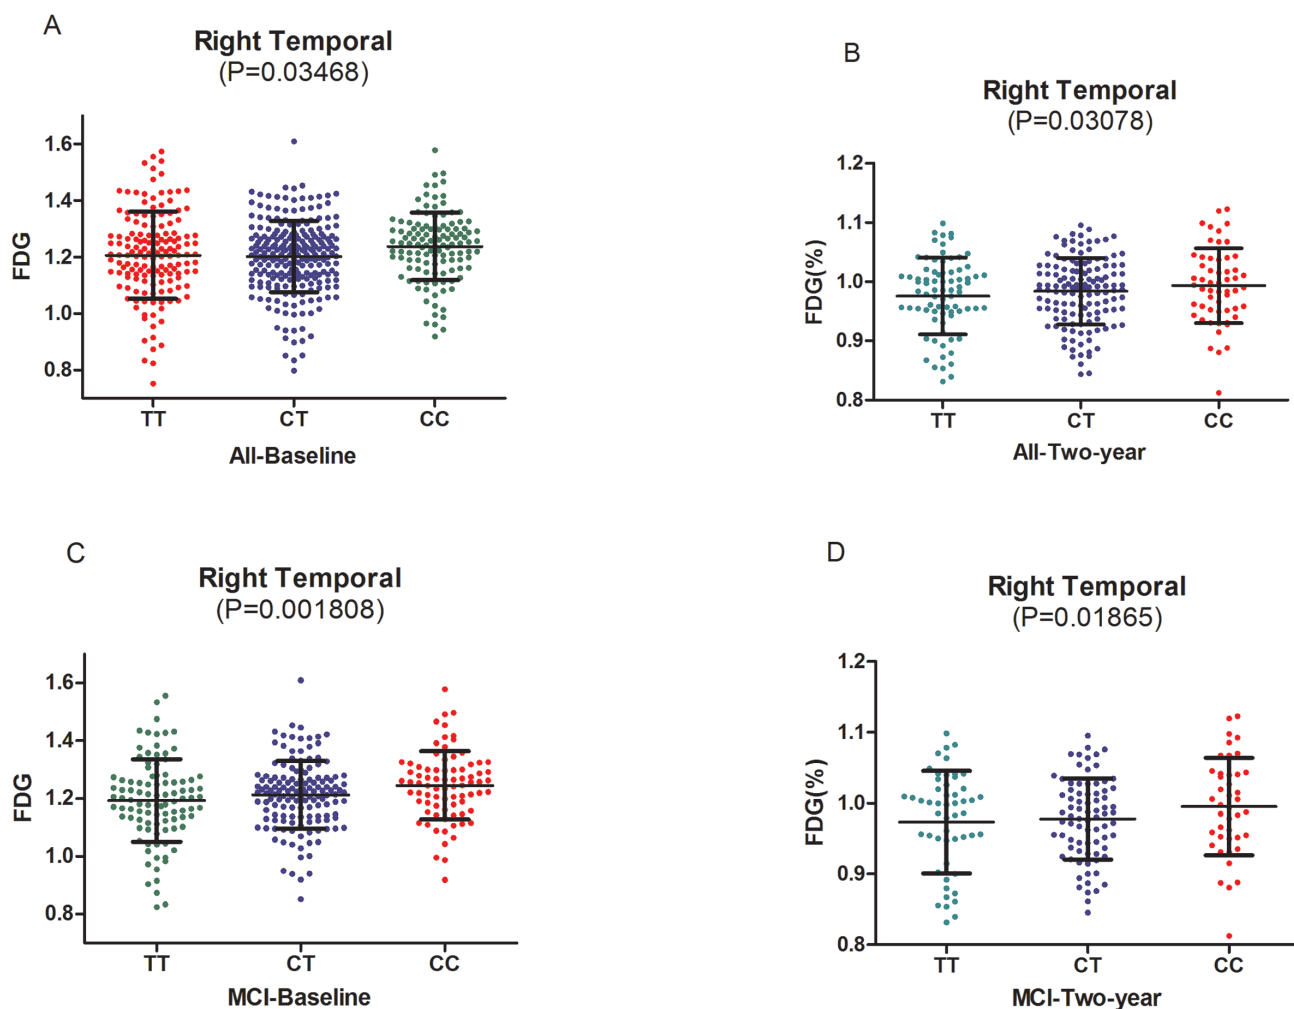 A
Right Temporal
(P=0.03468)
FDG
1.6
1.4
1.2
1.0
0.8
TT CT CC
All-Baseline
B
Right Temporal
(P=0.03078)
FDG(%)
1.2
1.1
1.0
0.9
0.8
TT CT CC
All-Two-year
C
Right Temporal
(P=0.001808)
FDG
1.6
1.4
1.2
1.0
0.8
TT CT CC
MCI-Baseline
D
Right Temporal
(P=0.01865)
FDG(%)
1.2
1.1
1.0
0.9
0.8
TT CT CC
MCI-Two-year